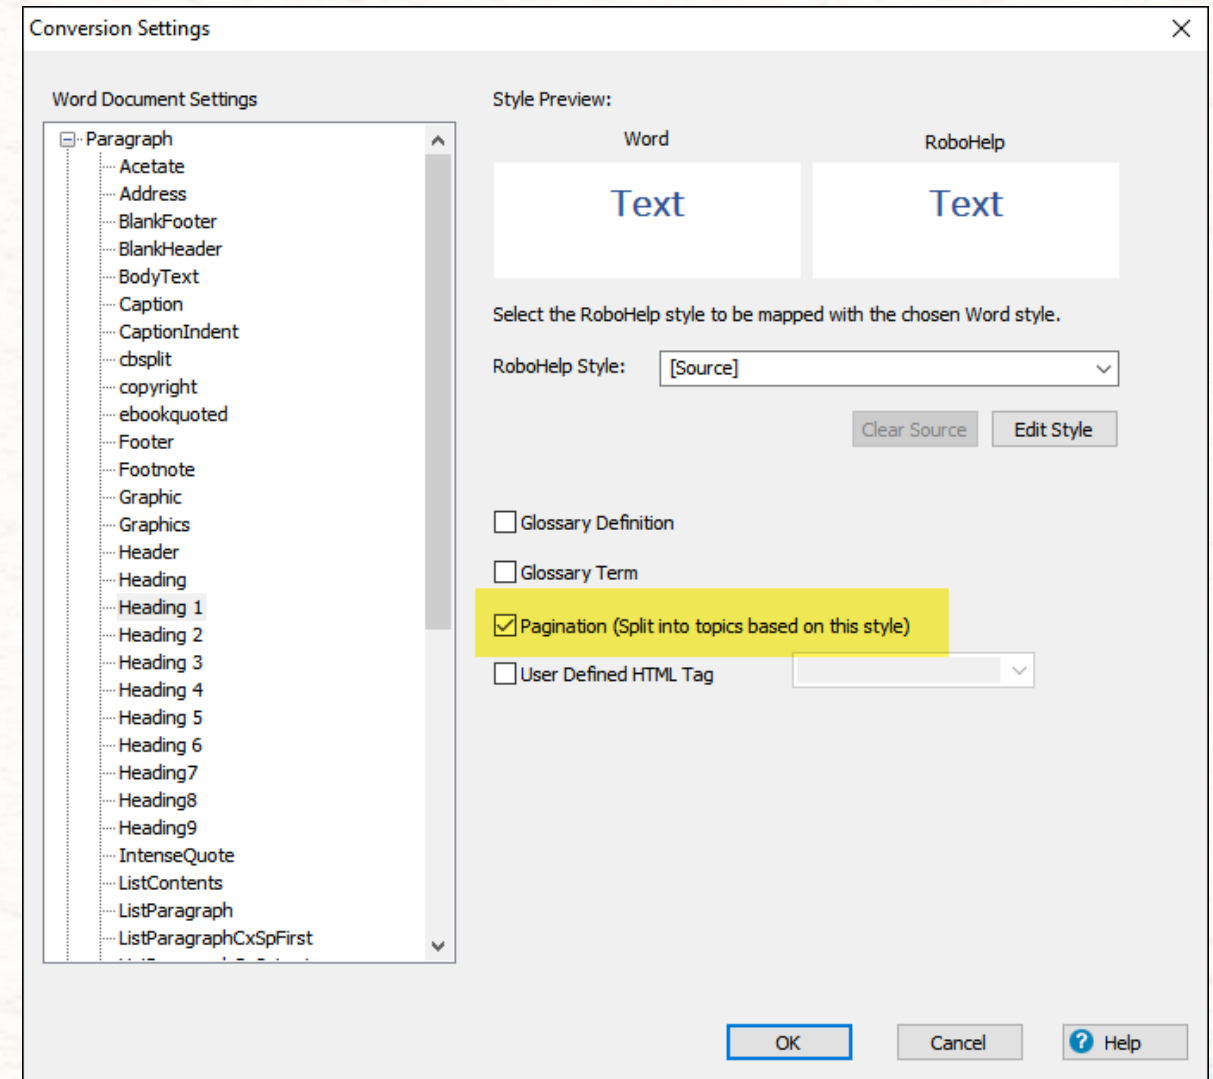 Conversion Settings
Word Document Settings
Paragraph
Acetate
Address
BlankFooter
BlankHeader
BodyText
Caption
CaptionIndent
cbsplit
copyright
ebookquoted
Footer
Footnote
Graphic
Graphics
Header
Heading
Heading 1
Heading 2
Heading 3
Heading 4
Heading 5
Heading 6
Heading7
Heading8
Heading9
IntenseQuote
ListContents
ListParagraph
ListParagraphCxSpFirst
Style Preview:
Word RoboHelp
Text Text
Select the RoboHelp style to be mapped with the chosen Word style.
RoboHelp Style: [Source]
Clear Source Edit Style
Glossary Definition
Glossary Term
Pagination (Split into topics based on this style)
User Defined HTML Tag
OK Cancel ? Help